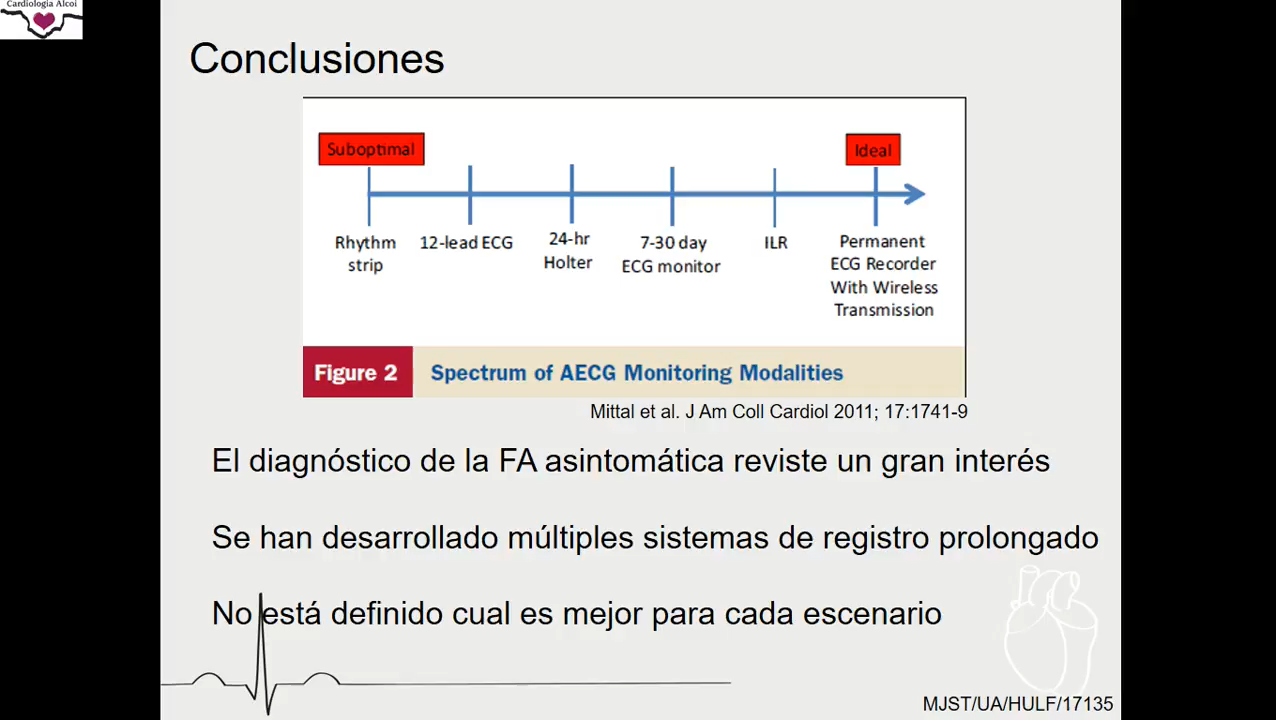 Cardiología Alcoi
Conclusiones
Suboptimal
Ideal
Rhythm
strip
12-lead ECG
24-hr
Holter
7-30 day
ECG monitor
ILR
Permanent
ECG Recorder
With Wireless
Transmission
Figure 2
Spectrum of AECG Monitoring Modalities
Mittal et al. J Am Coll Cardiol 2011; 17:1741-9
El diagnóstico de la FA asintomática reviste un gran interés
Se han desarrollado múltiples sistemas de registro prolongado
No está definido cual es mejor para cada escenario
MJST/UA/HULF/17135